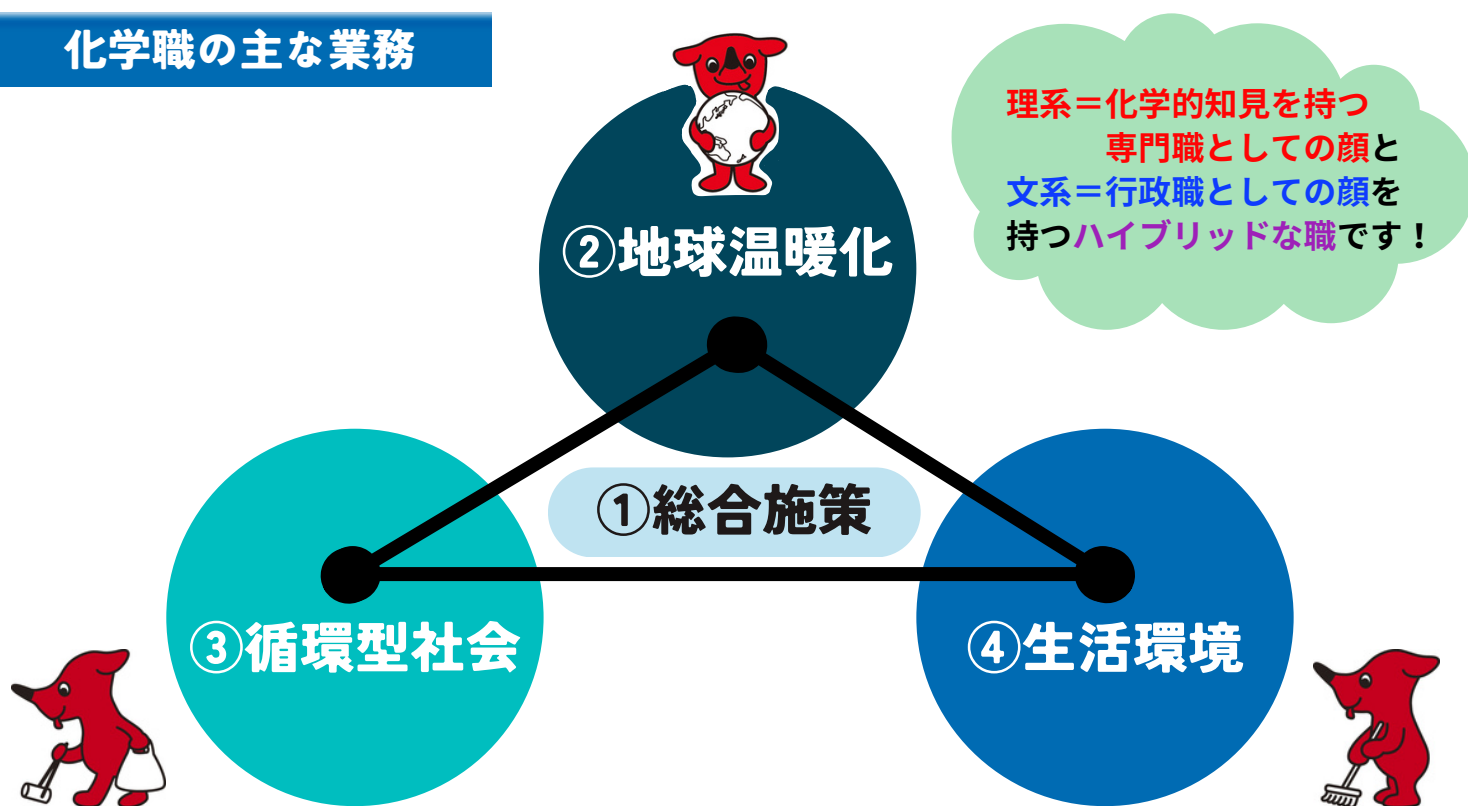 化学職の主な業務
理系＝化学的知見を持つ
専門職としての顔と
文系＝行政職としての顔を
持つハイブリッドな職です！
②地球温暖化
①総合施策
③循環型社会
④生活環境